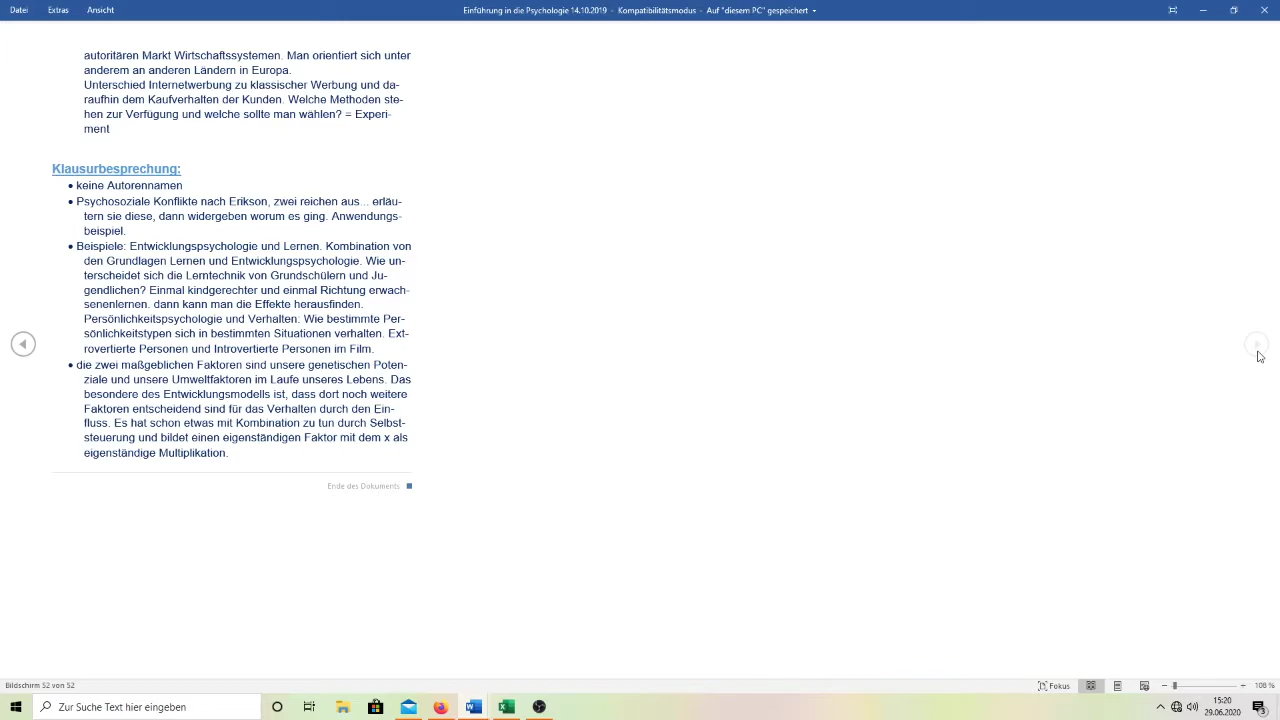 Datei Extras Ansicht
Einführung in die Psychologie 14.10.2019 - Kompatibilitätsmodus - Auf "diesem PC" gespeichert
autoritären Markt Wirtschaftssystemen. Man orientiert sich unter
anderem an anderen Ländern in Europa.
Unterschied Internetwerbung zu klassischer Werbung und da-
raufhin dem Kaufverhalten der Kunden. Welche Methoden ste-
hen zur Verfügung und welche sollte man wählen? = Experi-
ment
Klausurbesprechung:
• keine Autorennamen
• Psychosoziale Konflikte nach Erikson, zwei reichen aus... erläu-
tern sie diese, dann widergeben worum es ging. Anwendungs-
beispiel.
• Beispiele: Entwicklungspsychologie und Lernen. Kombination von
den Grundlagen Lernen und Entwicklungspsychologie. Wie un-
terscheidet sich die Lerntechnik von Grundschülern und Ju-
gendlichen? Einmal kindgerechter und einmal Richtung erwach-
senenlernen. dann kann man die Effekte herausfinden.
Persönlichkeitspsychologie und Verhalten: Wie bestimmte Per-
sönlichkeitstypen sich in bestimmten Situationen verhalten. Ext-
rovertierte Personen und Introvertierte Personen im Film.
• die zwei maßgeblichen Faktoren sind unsere genetischen Poten-
ziale und unsere Umweltfaktoren im Laufe unseres Lebens. Das
besondere des Entwicklungsmodells ist, dass dort noch weitere
Faktoren entscheidend sind für das Verhalten durch den Ein-
fluss. Es hat schon etwas mit Kombination zu tun durch Selbst-
steuerung und bildet einen eigenständigen Faktor mit dem x als
eigenständige Multiplikation.
Ende des Dokuments
Bildschirm 52 von 52
Fokus
108 %
Zur Suche Text hier eingeben
15:20
29.06.2020
3